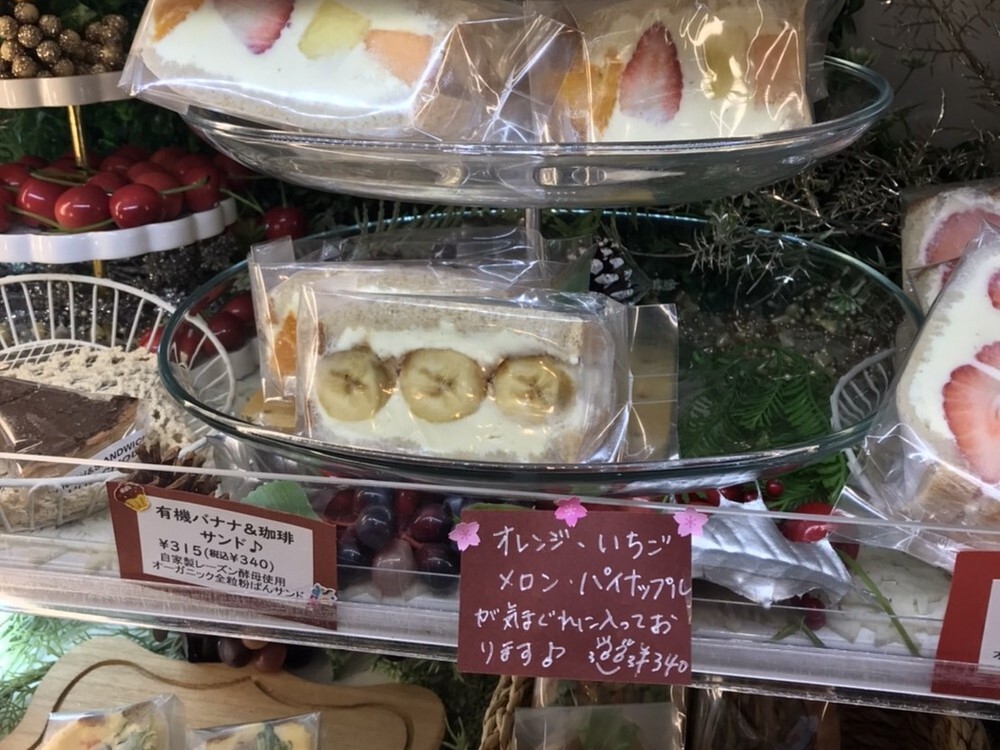 SANDWICH
有機バナナ&珈琲
サンド♪
¥315(税込¥340)
自家製レーズン酵母使用
オーガニック全粒粉ぱんサンド
オレンジ、いちご
メロン・パイナップル
が気まぐれに入ってお
ります♪ ¥340